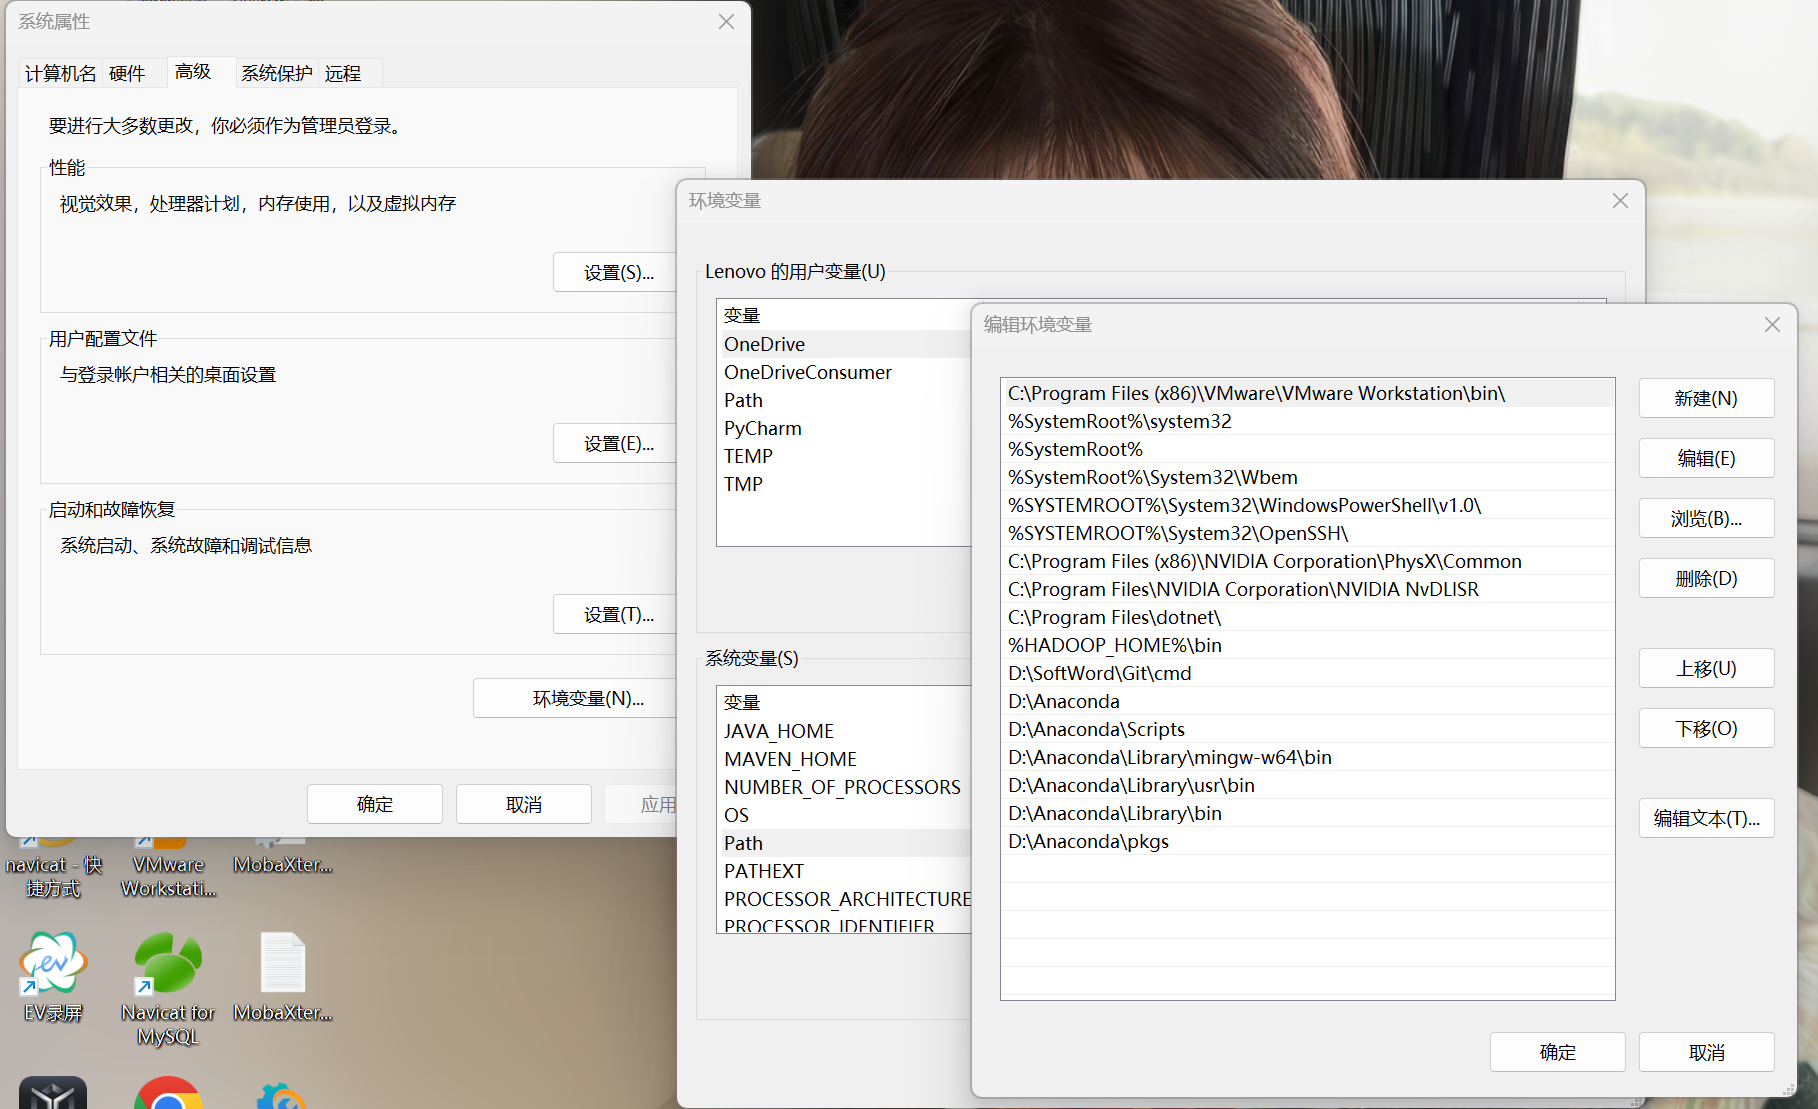 系统属性
计算机名
硬件
高级
系统保护
远程
要进行大多数更改，你必须作为管理员登录。
性能
视觉效果，处理器计划，内存使用，以及虚拟内存
设置(S)...
用户配置文件
与登录帐户相关的桌面设置
设置(E)...
启动和故障恢复
系统启动、系统故障和调试信息
设置(T)...
环境变量(N)...
确定
取消
应用
环境变量
Lenovo 的用户变量(U)
变量
OneDrive
OneDriveConsumer
Path
PyCharm
TEMP
TMP
系统变量(S)
变量
JAVA_HOME
MAVEN_HOME
NUMBER_OF_PROCESSORS
OS
Path
PATHEXT
PROCESSOR_ARCHITECTURE
PROCESSOR_IDENTIFIER
编辑环境变量
C:\Program Files (x86)\VMware\VMware Workstation\bin\
%SystemRoot%\system32
%SystemRoot%
%SystemRoot%\System32\Wbem
%SYSTEMROOT%\System32\WindowsPowerShell\v1.0\
%SYSTEMROOT%\System32\OpenSSH\
C:\Program Files (x86)\NVIDIA Corporation\PhysX\Common
C:\Program Files\NVIDIA Corporation\NVIDIA NvDLISR
C:\Program Files\dotnet\
%HADOOP_HOME%\bin
D:\SoftWord\Git\cmd
D:\Anaconda
D:\Anaconda\Scripts
D:\Anaconda\Library\mingw-w64\bin
D:\Anaconda\Library\usr\bin
D:\Anaconda\Library\bin
D:\Anaconda\pkgs
新建(N)
编辑(E)
浏览(B)...
删除(D)
上移(U)
下移(O)
编辑文本(T)...
确定
取消
navicat - 快
捷方式
VMware
Workstati...
MobaXter...
ev
EV录屏
Navicat for
MySQL
MobaXter...